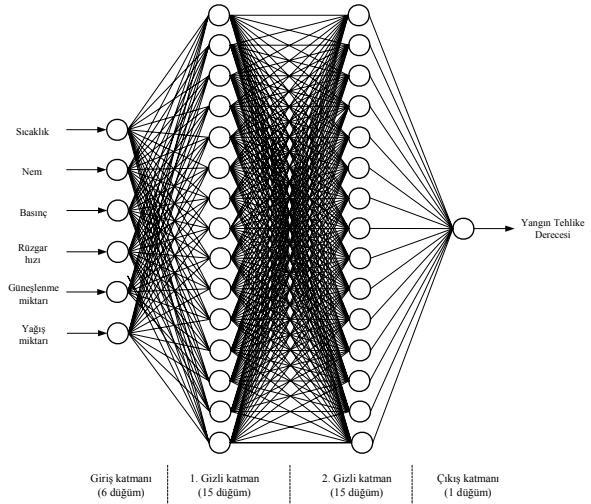 Sıcaklık
Nem
Basınç
Rüzgar
hızı
Güneşlenme
miktarı
Yağış
miktarı
Yangın Tehlike
Derecesi
Giriş katmanı
(6 düğüm)
1. Gizli katman
(15 düğüm)
2. Gizli katman
(15 düğüm)
Çıkış katmanı
(1 düğüm)